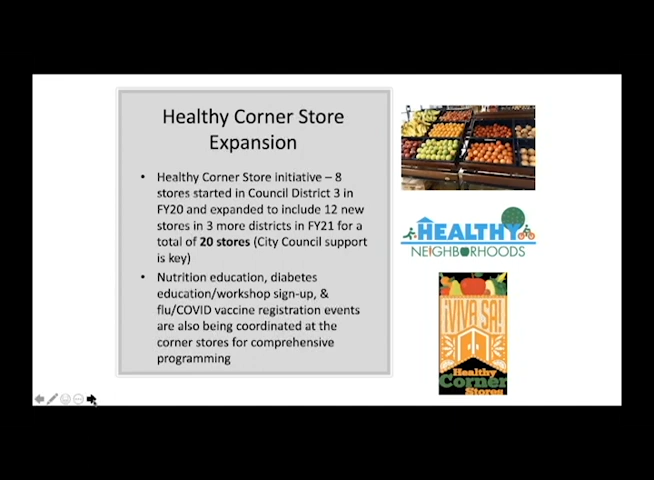 Healthy Corner Store
Expansion
• Healthy Corner Store initiative – 8
stores started in Council District 3 in
FY20 and expanded to include 12 new
stores in 3 more districts in FY21 for a
total of 20 stores (City Council support
is key)
• Nutrition education, diabetes
education/workshop sign-up, &
flu/COVID vaccine registration events
are also being coordinated at the
corner stores for comprehensive
programming
HEALTHY
NEIGHBORHOODS
¡VIVA SA!
Healthy
Corner
Stores